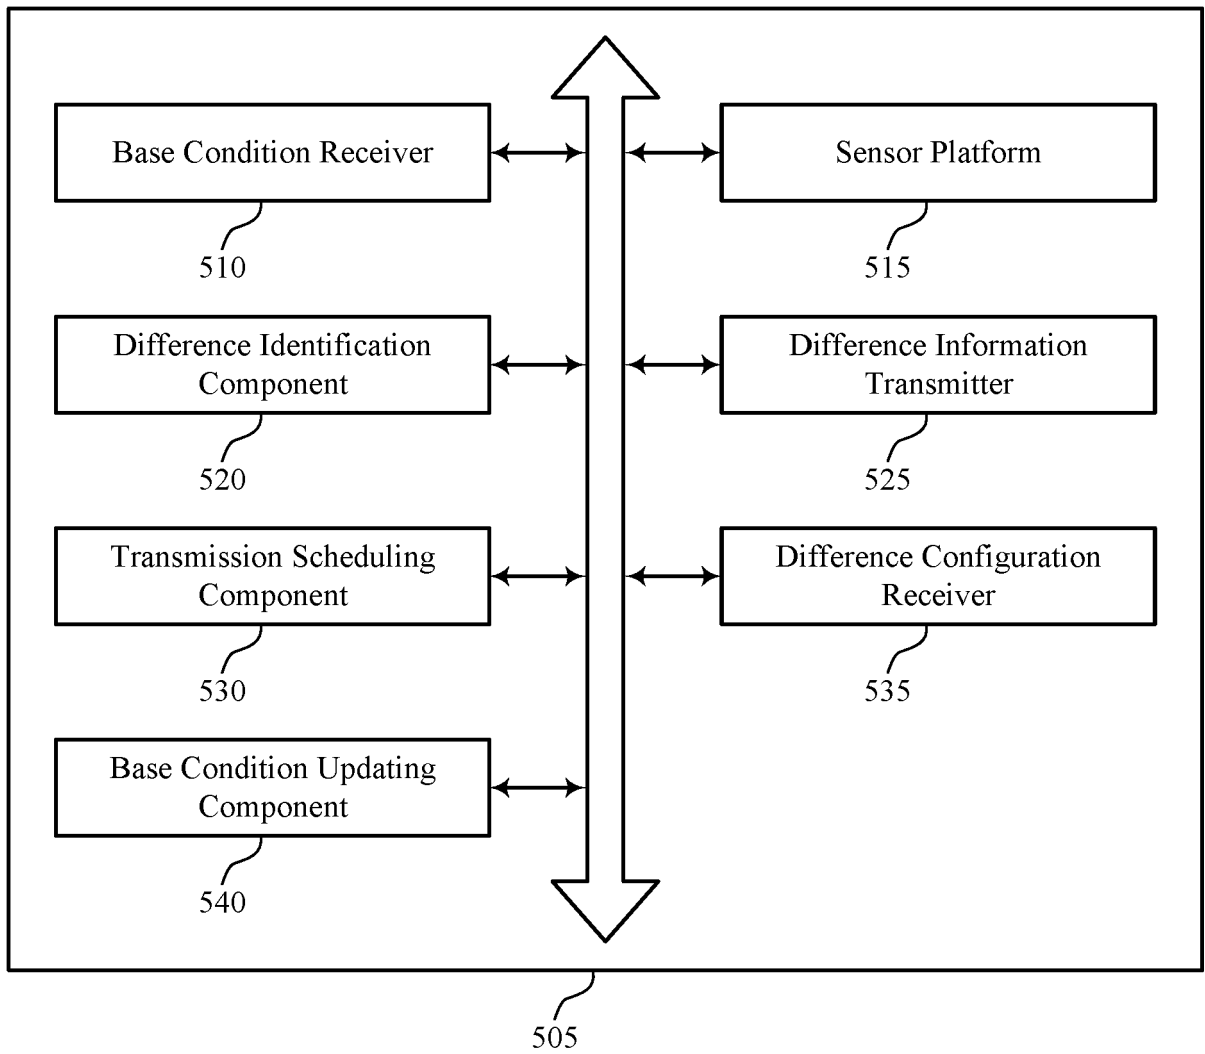 Base Condition Receiver
510
Sensor Platform
515
Difference Identification
Component
520
Difference Information
Transmitter
525
Transmission Scheduling
Component
530
Difference Configuration
Receiver
535
Base Condition Updating
Component
540
505